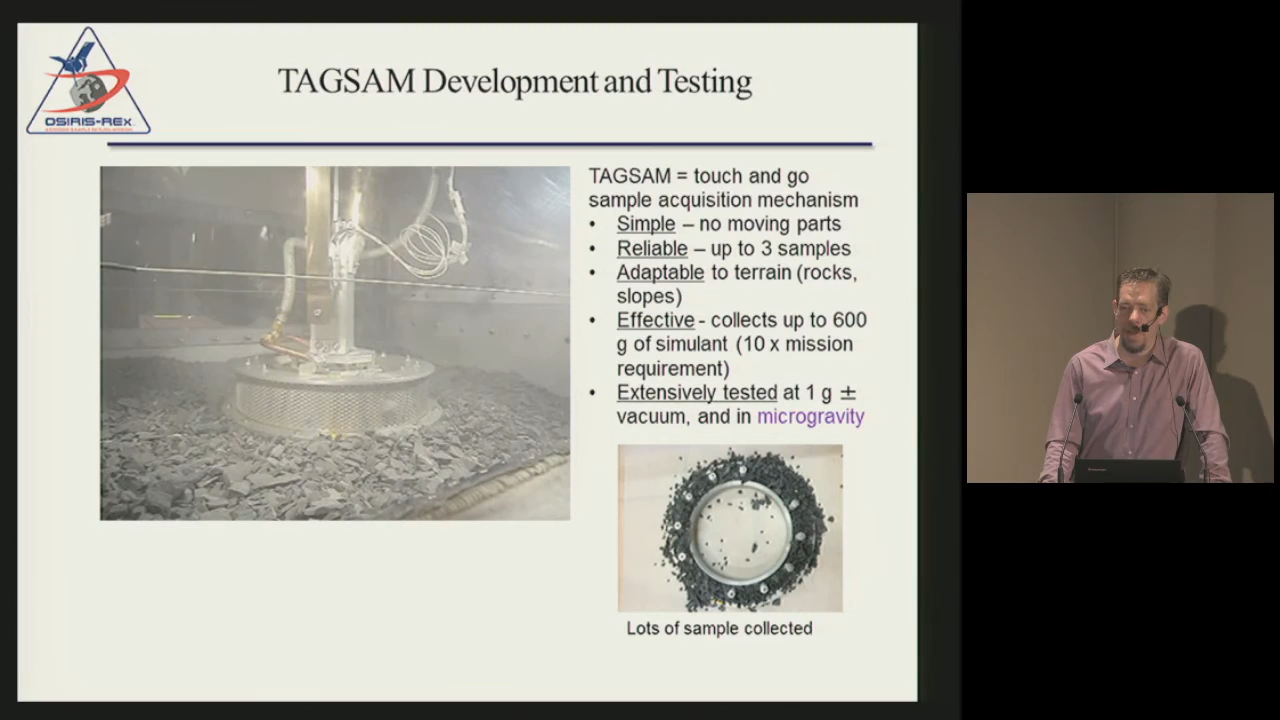 TAGSAM Development and Testing
OSIRIS-REx
TAGSAM = touch and go
sample acquisition mechanism
• Simple – no moving parts
• Reliable – up to 3 samples
• Adaptable to terrain (rocks,
slopes)
• Effective - collects up to 600
g of simulant (10 x mission
requirement)
• Extensively tested at 1 g ±
vacuum, and in microgravity
Lots of sample collected